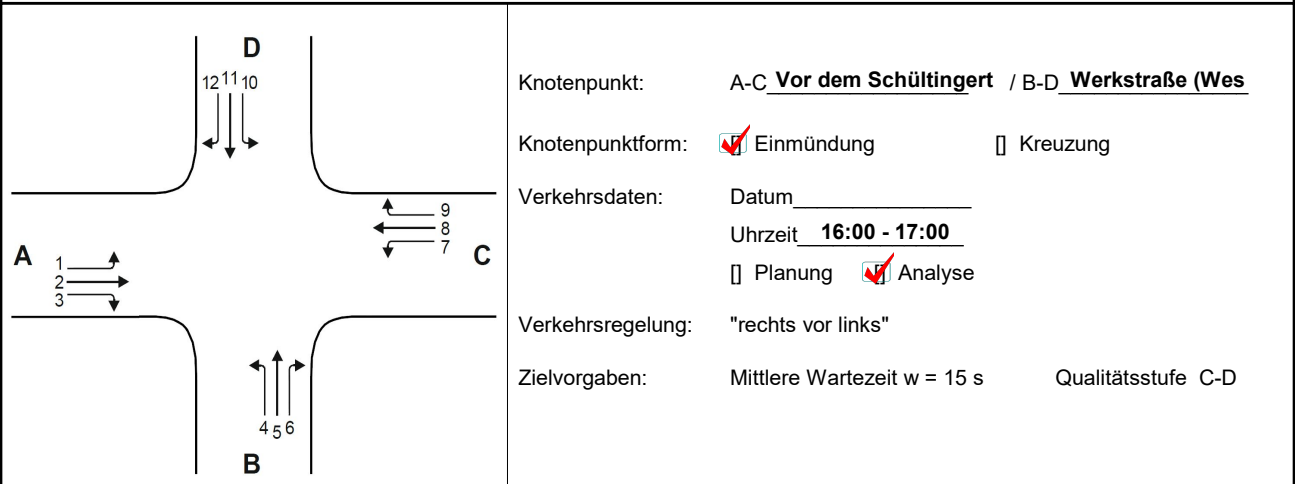 D
12 11 10
A
1
2
3
9
8
7
C
4 5 6
B
Knotenpunkt: A-C Vor dem Schültingert / B-D Werkstraße (Wes
Knotenpunktform: [] Einmündung [] Kreuzung
Verkehrsdaten: Datum_______________
Uhrzeit 16:00 - 17:00
[] Planung [] Analyse
Verkehrsregelung: "rechts vor links"
Zielvorgaben: Mittlere Wartezeit w = 15 s Qualitätsstufe C-D